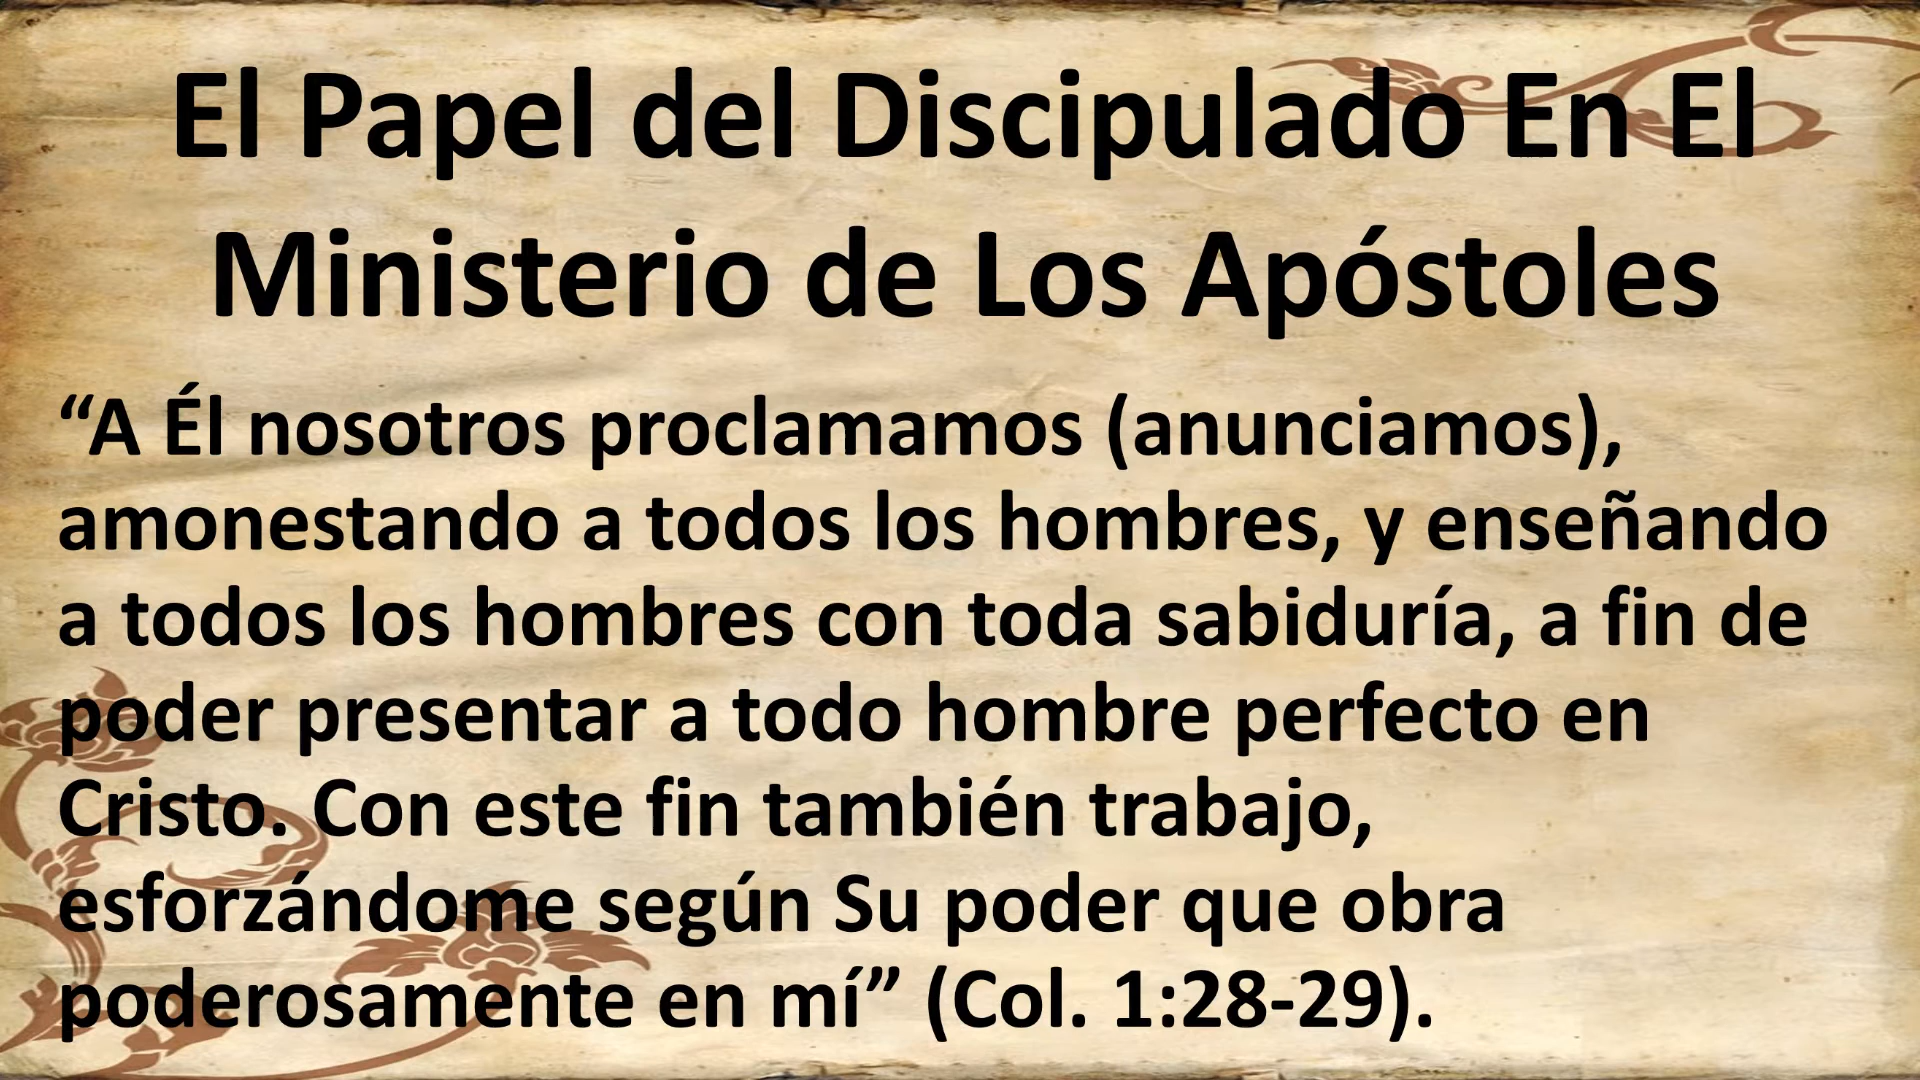 El Papel del Discipulado En El
Ministerio de Los Apóstoles
“A Él nosotros proclamamos (anunciamos),
amonestando a todos los hombres, y enseñando
a todos los hombres con toda sabiduría, a fin de
poder presentar a todo hombre perfecto en
Cristo. Con este fin también trabajo,
esforzándome según Su poder que obra
poderosamente en mí” (Col. 1:28-29).